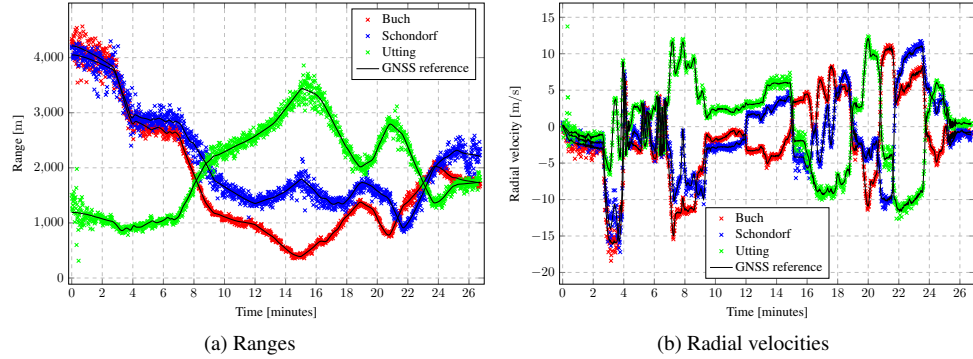 Buch
Schondorf
Utting
GNSS reference
4,000
3,000
2,000
1,000
0
Range [m]
0 2 4 6 8 10 12 14 16 18 20 22 24 26
Time [minutes]
(a) Ranges
15
10
5
0
−5
−10
−15
−20
Radial velocity [m/s]
Buch
Schondorf
Utting
GNSS reference
0 2 4 6 8 10 12 14 16 18 20 22 24 26
Time [minutes]
(b) Radial velocities